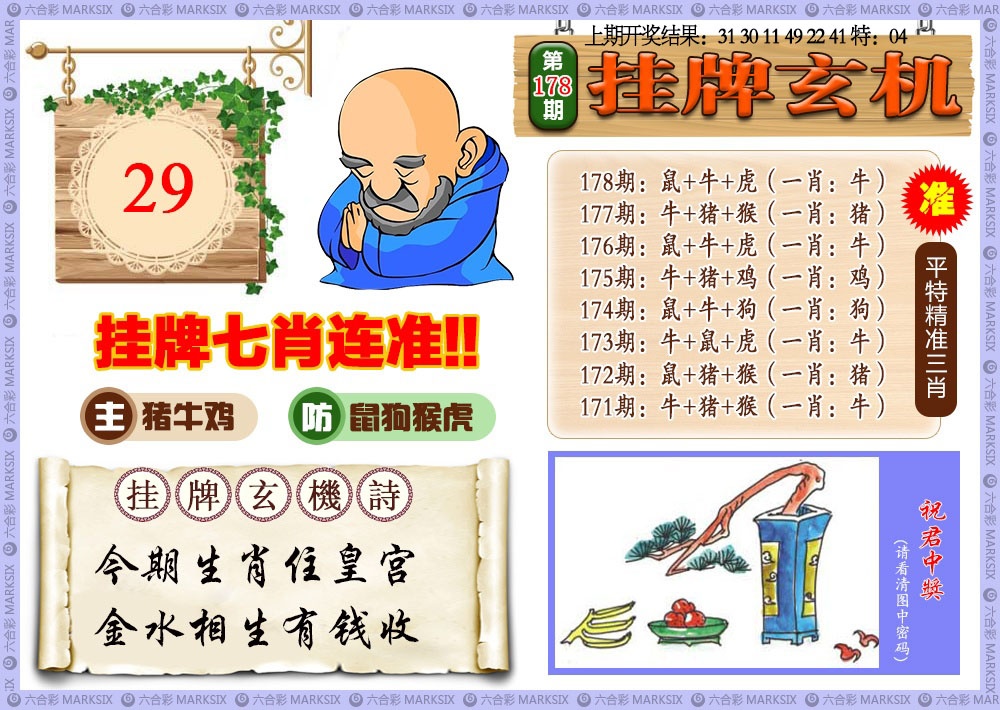 六合彩 MARKSIX
上期开奖结果：31 30 11 49 22 41 特：04
第178期
挂牌玄机
29
178期：鼠+牛+虎（一肖：牛）
177期：牛+猪+猴（一肖：猪）
176期：鼠+牛+虎（一肖：牛）
175期：牛+猪+鸡（一肖：鸡）
174期：鼠+牛+狗（一肖：狗）
173期：牛+鼠+虎（一肖：牛）
172期：鼠+猪+猴（一肖：猪）
171期：牛+猪+猴（一肖：牛）
准
平特精准三肖
挂牌七肖连准!!
主 猪牛鸡
防 鼠狗猴虎
挂牌玄機詩
今期生肖住皇宫
金水相生有钱收
祝君中獎
（请看清图中密码）